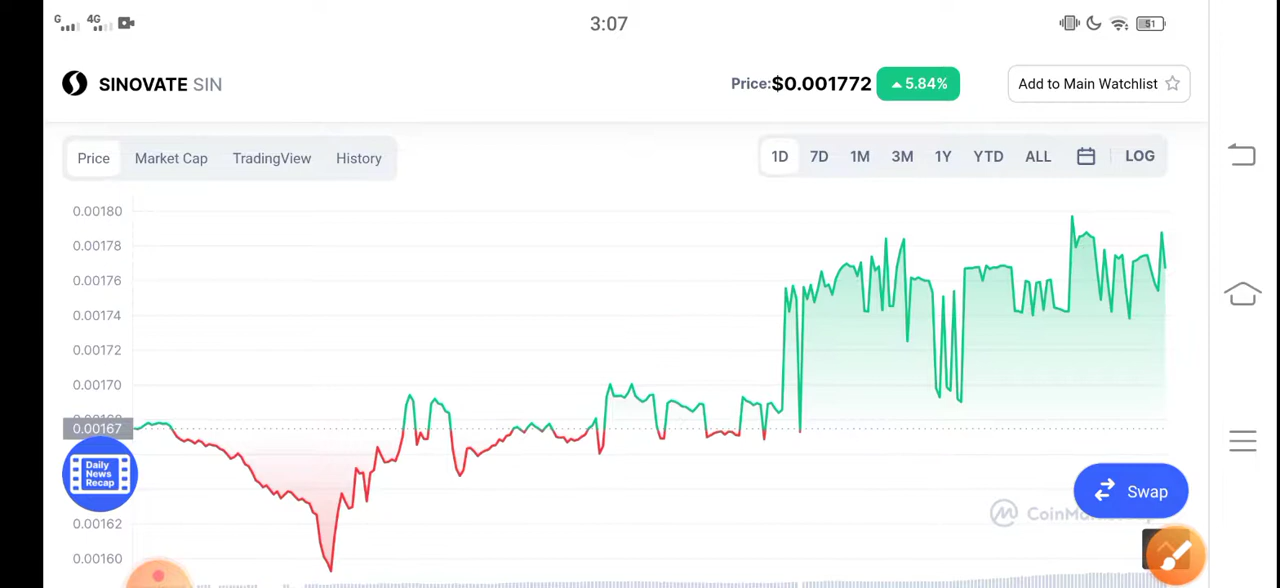 G 4G 3:07 51
SINOVATE SIN Price:$0.001772 5.84% Add to Main Watchlist
Price Market Cap TradingView History 1D 7D 1M 3M 1Y YTD ALL LOG
0.00180
0.00178
0.00176
0.00174
0.00172
0.00170
0.00167
Daily
News
Recap
Swap
0.00162
0.00160